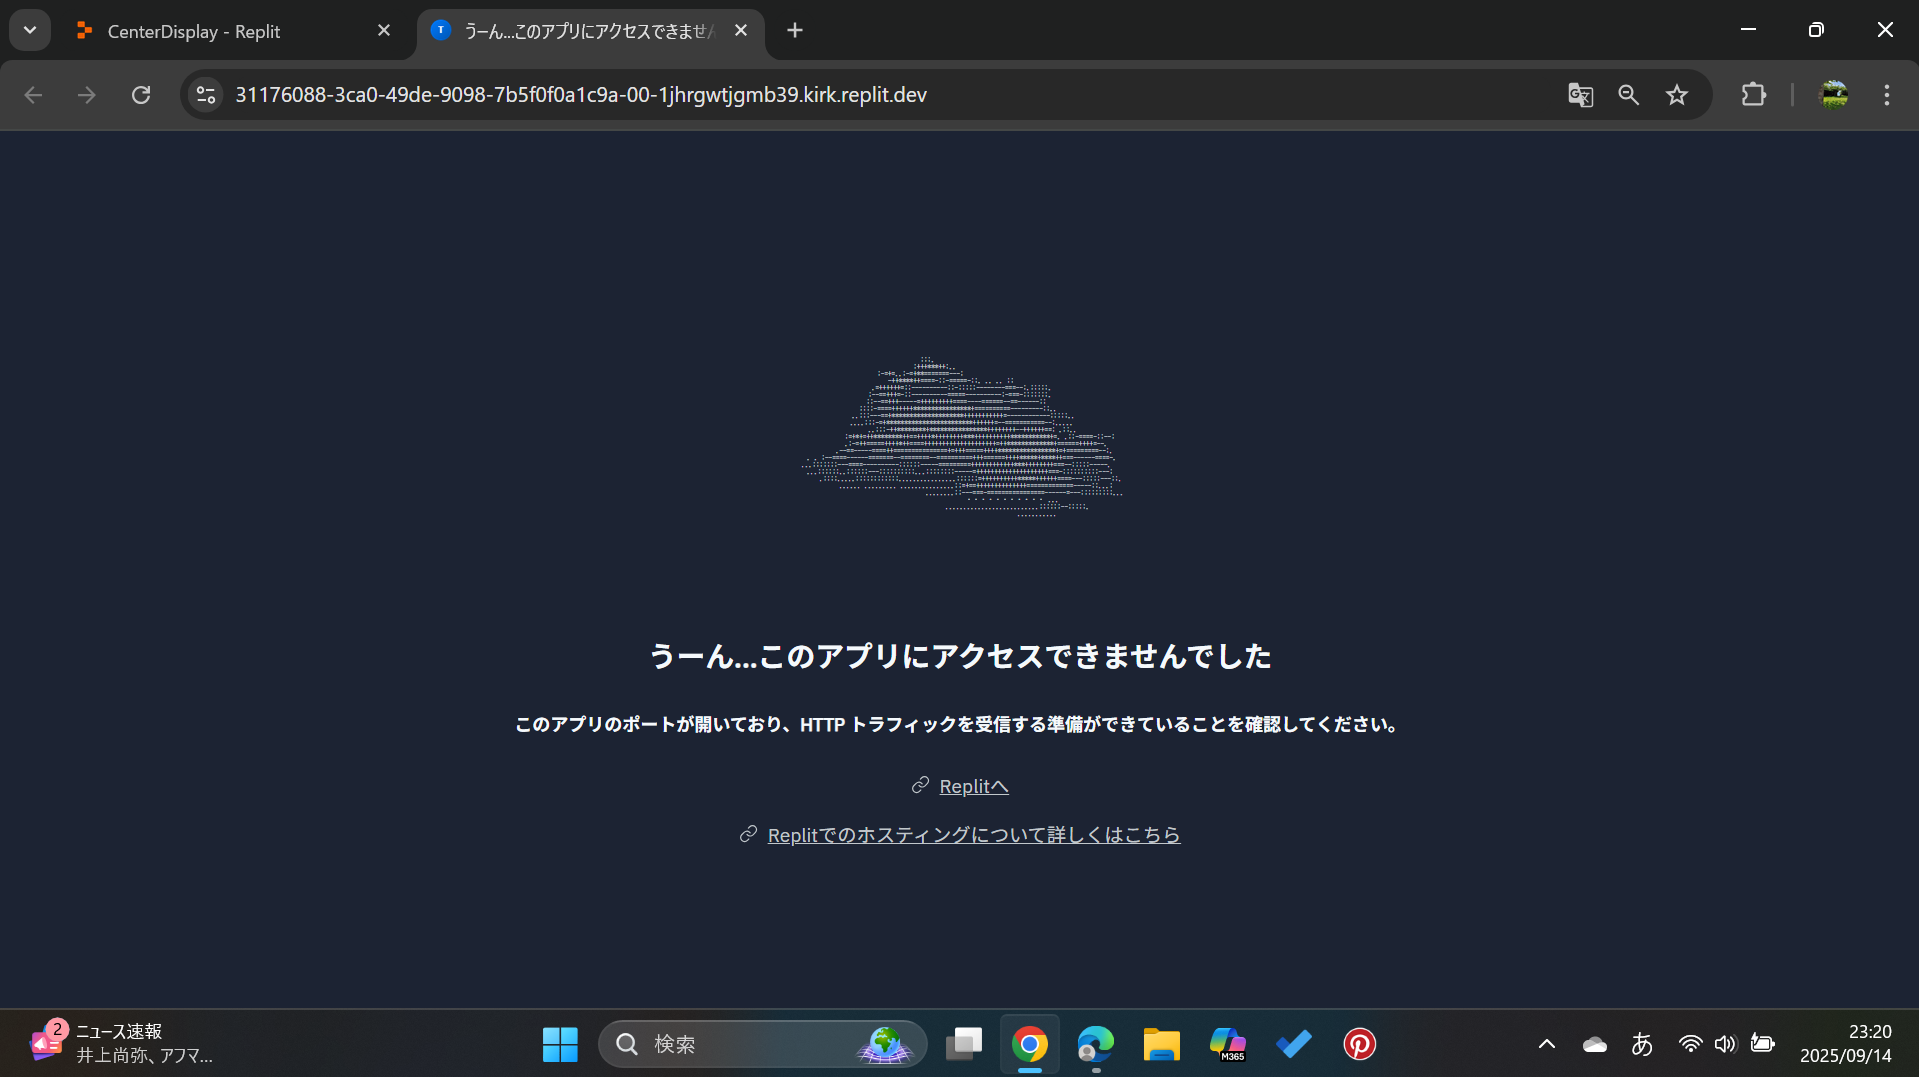 CenterDisplay - Replit
うーん...このアプリにアクセスできません
31176088-3ca0-49de-9098-7b5f0f0a1c9a-00-1jhrgwtjgmb39.kirk.replit.dev
うーん...このアプリにアクセスできませんでした
このアプリのポートが開いており、HTTP トラフィックを受信する準備ができていることを確認してください。
Replitへ
Replitでのホスティングについて詳しくはこちら
2
ニュース速報
井上尚弥、アフマ...
検索
M365
あ
23:20
2025/09/14